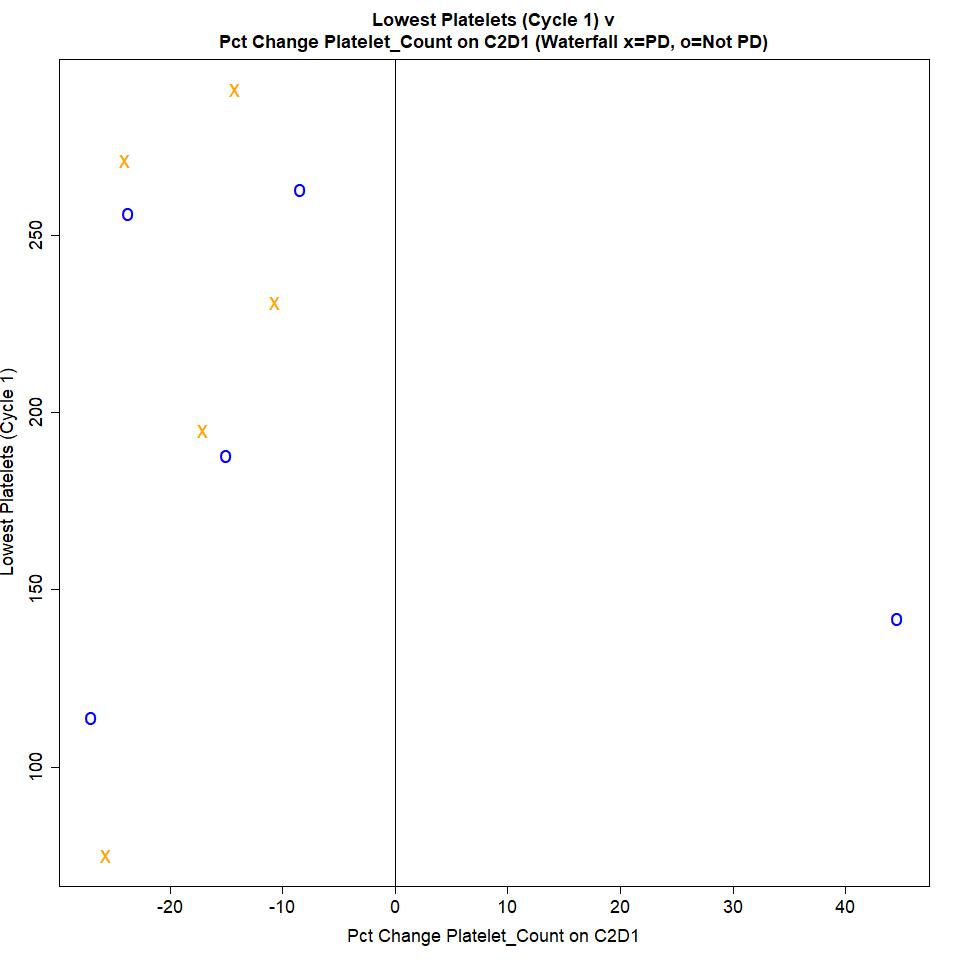 Lowest Platelets (Cycle 1) v
Pct Change Platelet_Count on C2D1 (Waterfall x=PD, o=Not PD)
X
X
O
O
X
X
O
O
O
X
250
200
150
100
Lowest Platelets (Cycle 1)
-20 -10 0 10 20 30 40
Pct Change Platelet_Count on C2D1